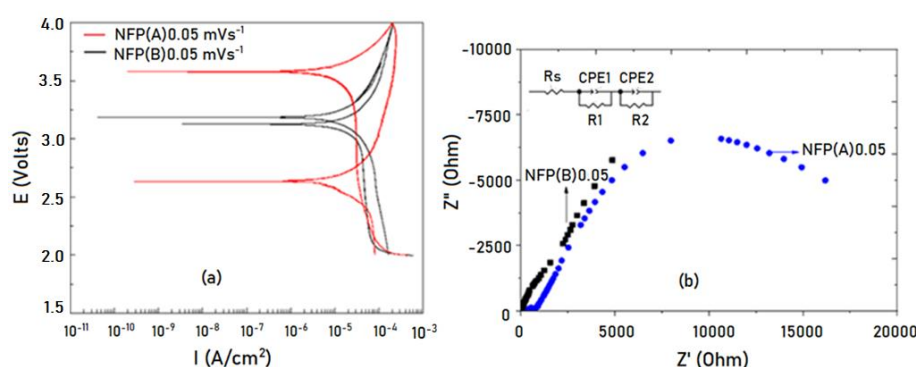 NFP(A)0.05 mVs⁻¹
NFP(B)0.05 mVs⁻¹
E (Volts)
4.0
3.5
3.0
2.5
2.0
1.5
(a)
10⁻¹¹ 10⁻¹⁰ 10⁻⁹ 10⁻⁸ 10⁻⁷ 10⁻⁶ 10⁻⁵ 10⁻⁴ 10⁻³
I (A/cm²)
Z" (Ohm)
-10000
-7500
-5000
-2500
0
Rs CPE1 CPE2
R1 R2
NFP(A)0.05
NFP(B)0.05
(b)
0 5000 10000 15000 20000
Z' (Ohm)